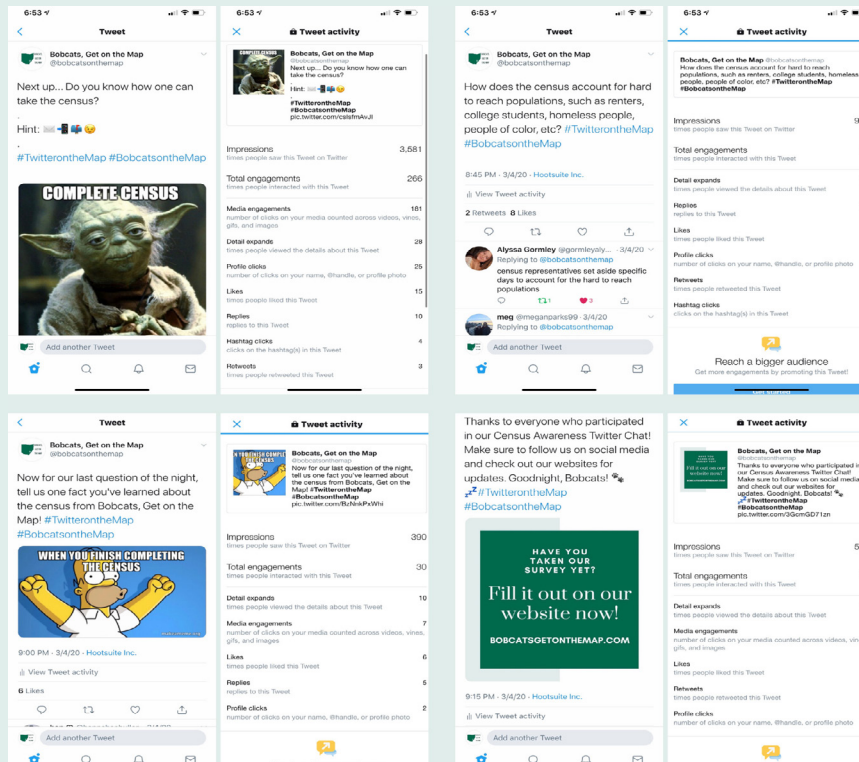 6:53
Tweet
Bobcats, Get on the Map
@bobcatsonthemap
Next up... Do you know how one can
take the census?
.
Hint: ✉️📲📫😉
.
#TwitterontheMap #BobcatsontheMap
COMPLETE CENSUS
Add another Tweet
6:53
Tweet activity
COMPLETE CENSUS
Bobcats, Get on the Map
@bobcatsonthemap
Next up... Do you know how one can
take the census?
.
Hint: ✉️📲📫😉
.
#TwitterontheMap
#BobcatsontheMap
Impressions 3,581
times people saw this Tweet on Twitter
Total engagements 266
times people interacted with this Tweet
Media engagements 181
number of clicks on your media counted across videos, vines,
gifs, and images
Detail expands 28
times people viewed the details about this Tweet
Profile clicks 25
number of clicks on your name, @handle, or profile photo
Likes 15
times people liked this Tweet
Replies 10
replies to this Tweet
Hashtag clicks 4
clicks on the hashtag(s) in this Tweet
Retweets 3
times people retweeted this Tweet
6:53
Tweet
Bobcats, Get on the Map
@bobcatsonthemap
How does the census account for hard
to reach populations, such as renters,
college students, homeless people,
people of color, etc? #TwitterontheMap
#BobcatsontheMap
8:45 PM · 3/4/20 · Hootsuite Inc.
View Tweet activity
2 Retweets 8 Likes
Alyssa Gormley @gormleyaly... · 3/4/20
Replying to @bobcatsonthemap
census representatives set aside specific
days to account for the hard to reach
populations
1 3
meg @meganparks99 · 3/4/20
Replying to @bobcatsonthemap
Add another Tweet
6:53
Tweet activity
Bobcats, Get on the Map @bobcatsonthemap
How does the census account for hard to reach
populations, such as renters, college students, homeless
people, people of color, etc? #TwitterontheMap
#BobcatsontheMap
Impressions 9
times people saw this Tweet on Twitter
Total engagements
times people interacted with this Tweet
Detail expands
times people viewed the details about this Tweet
Replies
replies to this Tweet
Likes
times people liked this Tweet
Profile clicks
number of clicks on your name, @handle, or profile photo
Retweets
times people retweeted this Tweet
Hashtag clicks
clicks on the hashtag(s) in this Tweet
Reach a bigger audience
Get more engagements by promoting this Tweet!
Get started
Tweet
Bobcats, Get on the Map
@bobcatsonthemap
Now for our last question of the night,
tell us one fact you've learned about
the census from Bobcats, Get on the
Map! #TwitterontheMap
#BobcatsontheMap
WHEN YOU FINISH COMPLETING
THE CENSUS
9:00 PM · 3/4/20 · Hootsuite Inc.
View Tweet activity
6 Likes
Add another Tweet
Tweet activity
Bobcats, Get on the Map
@bobcatsonthemap
Now for our last question of the night,
tell us one fact you've learned about
the census from Bobcats, Get on the
Map! #TwitterontheMap
#BobcatsontheMap
Impressions 390
times people saw this Tweet on Twitter
Total engagements 30
times people interacted with this Tweet
Detail expands 10
times people viewed the details about this Tweet
Media engagements 7
number of clicks on your media counted across videos, vines,
gifs, and images
Likes 6
times people liked this Tweet
Replies 5
replies to this Tweet
Profile clicks 2
number of clicks on your name, @handle, or profile photo
Thanks to everyone who participated
in our Census Awareness Twitter Chat!
Make sure to follow us on social media
and check out our websites for
updates. Goodnight, Bobcats! 🐾
💤#TwitterontheMap
#BobcatsontheMap
HAVE YOU
TAKEN OUR
SURVEY YET?
Fill it out on our
website now!
BOBCATSGETONTHEMAP.COM
9:15 PM · 3/4/20 · Hootsuite Inc.
View Tweet activity
Add another Tweet
Tweet activity
Bobcats, Get on the Map
@bobcatsonthemap
Thanks to everyone who participated in
our Census Awareness Twitter Chat!
Make sure to follow us on social media
and check out our websites for
updates. Goodnight, Bobcats! 🐾
💤#TwitterontheMap
#BobcatsontheMap
Impressions 5
times people saw this Tweet on Twitter
Total engagements
times people interacted with this Tweet
Detail expands
times people viewed the details about this Tweet
Media engagements
number of clicks on your media counted across videos,
gifs, and images
Likes
times people liked this Tweet
Retweets
times people retweeted this Tweet
Profile clicks
number of clicks on your name, @handle, or profile photo